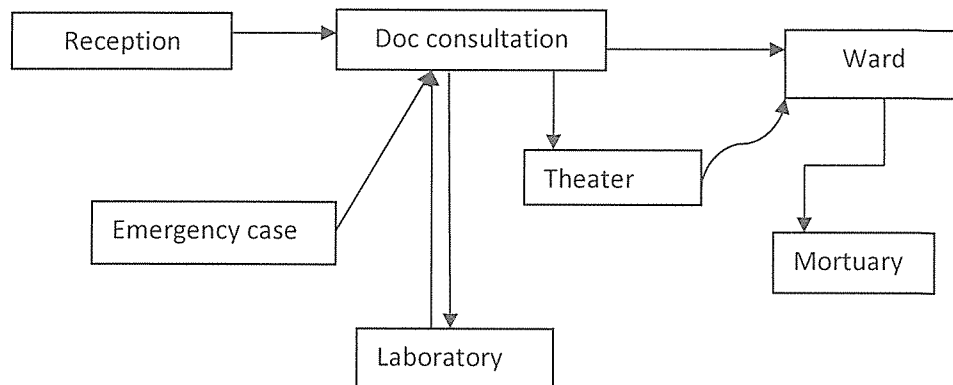 Reception
Doc consultation
Ward
Theater
Emergency case
Mortuary
Laboratory